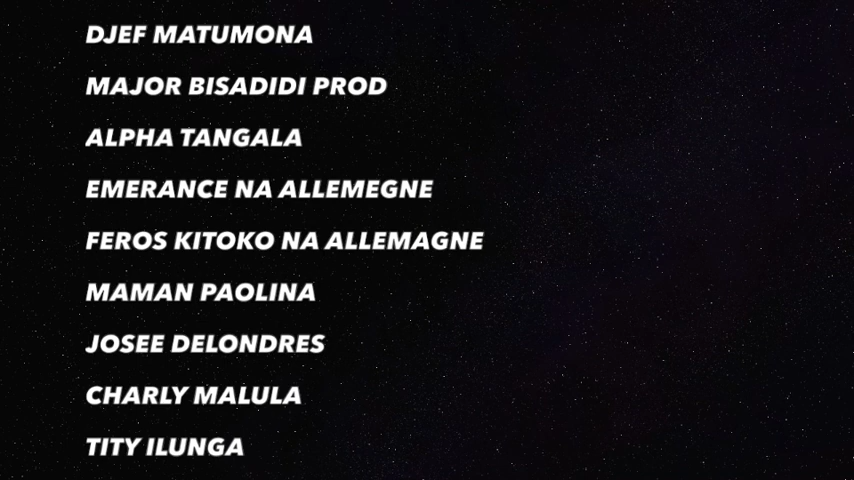 DJEF MATUMONA
MAJOR BISADIDI PROD
ALPHA TANGALA
EMERANCE NA ALLEMEGNE
FEROS KITOKO NA ALLEMAGNE
MAMAN PAOLINA
JOSEE DELONDRES
CHARLY MALULA
TITY ILUNGA